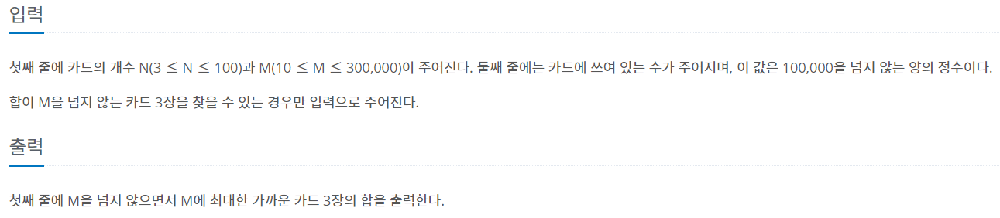 입력
첫째 줄에 카드의 개수 N(3 ≤ N ≤ 100)과 M(10 ≤ M ≤ 300,000)이 주어진다. 둘째 줄에는 카드에 쓰여 있는 수가 주어지며, 이 값은 100,000을 넘지 않는 양의 정수이다.
합이 M을 넘지 않는 카드 3장을 찾을 수 있는 경우만 입력으로 주어진다.
출력
첫째 줄에 M을 넘지 않으면서 M에 최대한 가까운 카드 3장의 합을 출력한다.